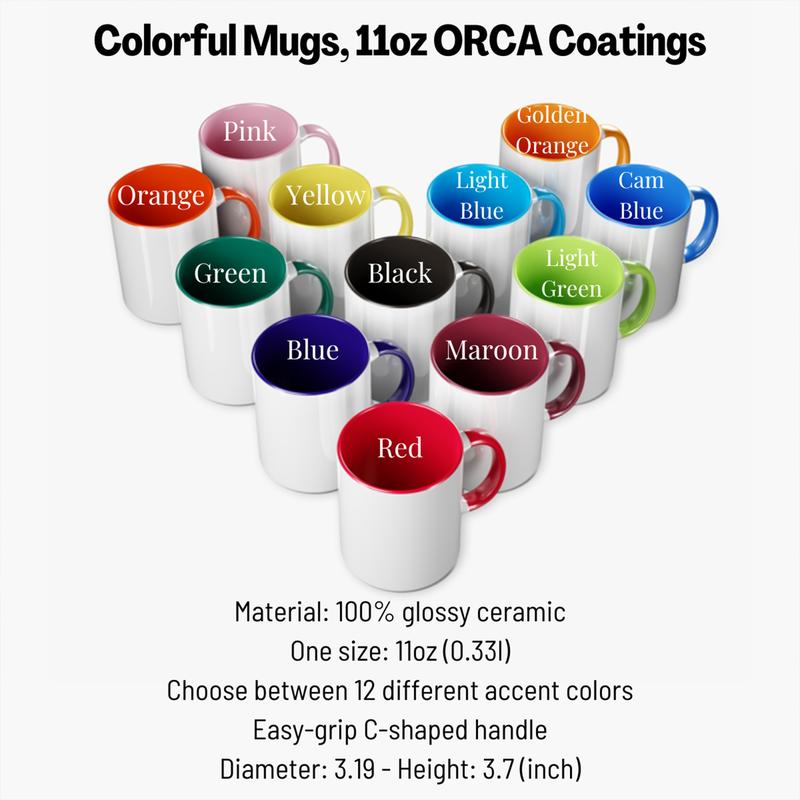 Colorful Mugs, 11oz ORCA Coatings
Pink
Golden
Orange
Orange
Yellow
Light
Blue
Cam
Blue
Green
Black
Light
Green
Blue
Maroon
Red
Material: 100% glossy ceramic
One size: 11oz (0.33l)
Choose between 12 different accent colors
Easy-grip C-shaped handle
Diameter: 3.19 - Height: 3.7 (inch)